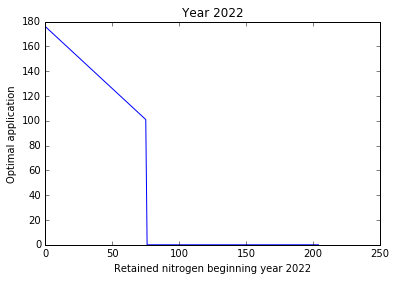 Year 2022
180
160
140
120
100
80
60
40
20
0
Optimal application
0 50 100 150 200 250
Retained nitrogen beginning year 2022